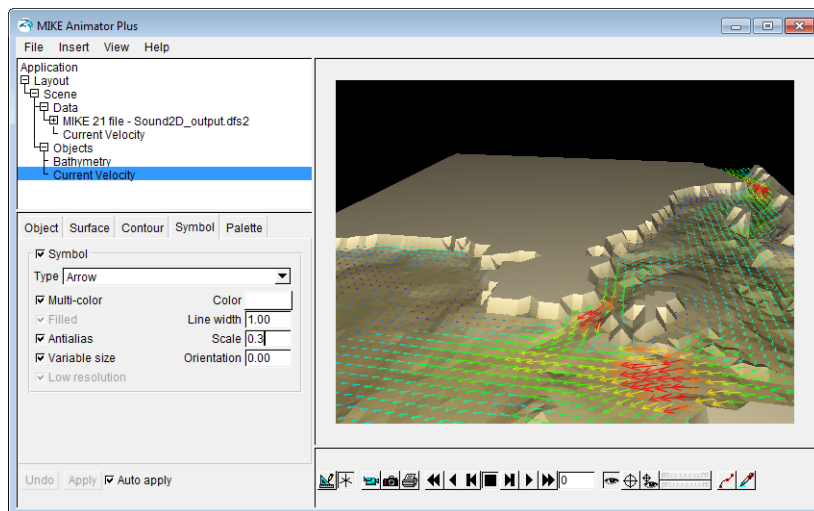 MIKE Animator Plus
File Insert View Help
Application
Layout
Scene
Data
MIKE 21 file - Sound2D_output.dfs2
Current Velocity
Objects
Bathymetry
Current Velocity
Object Surface Contour Symbol Palette
Symbol
Type Arrow
Multi-color Color
Filled Line width 1.00
Antialias Scale 0.3
Variable size Orientation 0.00
Low resolution
Undo Apply Auto apply
0